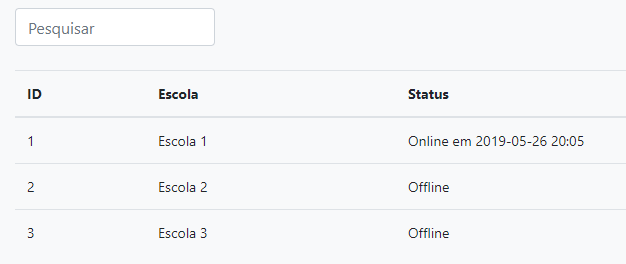 Pesquisar
ID Escola Status
1 Escola 1 Online em 2019-05-26 20:05
2 Escola 2 Offline
3 Escola 3 Offline